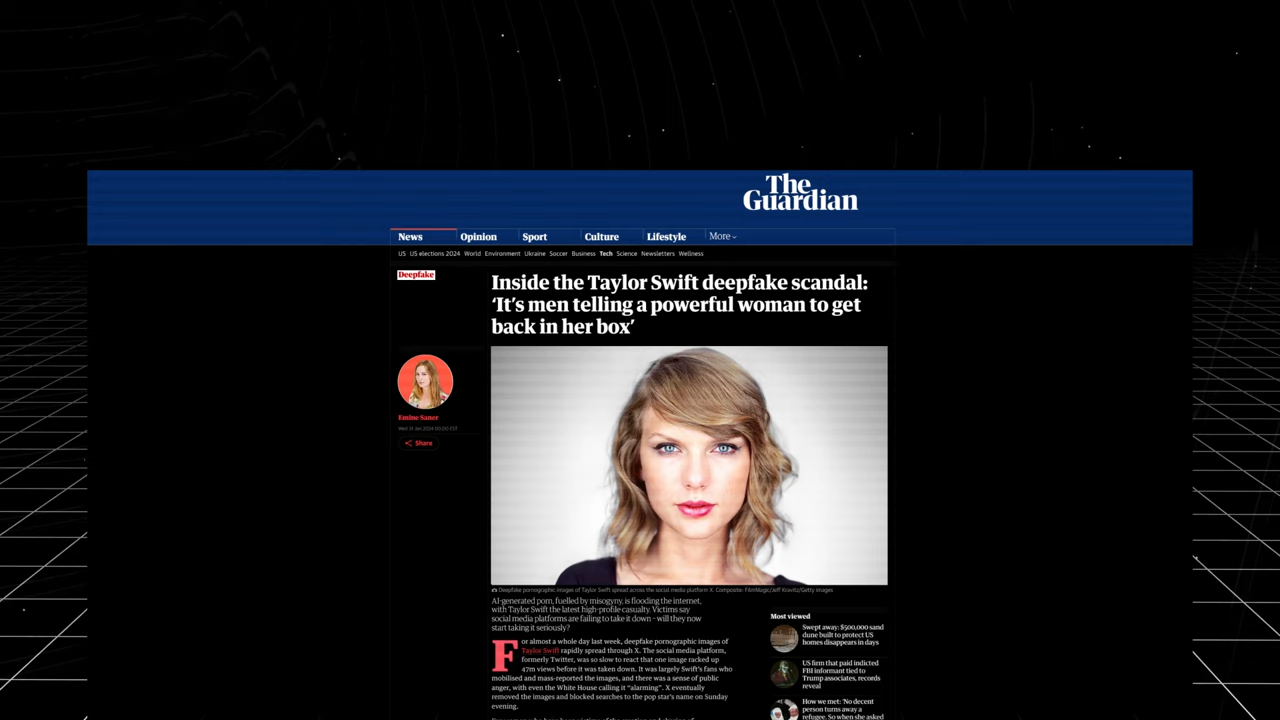 The
Guardian
News Opinion Sport Culture Lifestyle More
US US elections 2024 World Environment Ukraine Soccer Business Tech Science Newsletters Wellness
Deepfake
Inside the Taylor Swift deepfake scandal:
‘It’s men telling a powerful woman to get
back in her box’
Emine Saner
Wed 31 Jan 2024 00:00 EST
Share
Deepfake pornographic images of Taylor Swift spread across the social media platform X. Composite: FilmMagic/Jeff Kravitz/Getty images
AI-generated porn, fuelled by misogyny, is flooding the internet,
with Taylor Swift the latest high-profile casualty. Victims say
social media platforms are failing to take it down – will they now
start taking it seriously?
For almost a whole day last week, deepfake pornographic images of
Taylor Swift rapidly spread through X. The social media platform,
formerly Twitter, was so slow to react that one image racked up
47m views before it was taken down. It was largely Swift’s fans who
mobilised and mass-reported the images, and there was a sense of public
anger, with even the White House calling it “alarming”. X eventually
removed the images and blocked searches to the pop star’s name on Sunday
evening.
Most viewed
Swept away: $500,000 sand
dune built to protect US
homes disappears in days
US firm that paid indicted
FBI informant tied to
Trump associates, records
reveal
How we met: ‘No decent
person turns away a
refugee. So when she asked